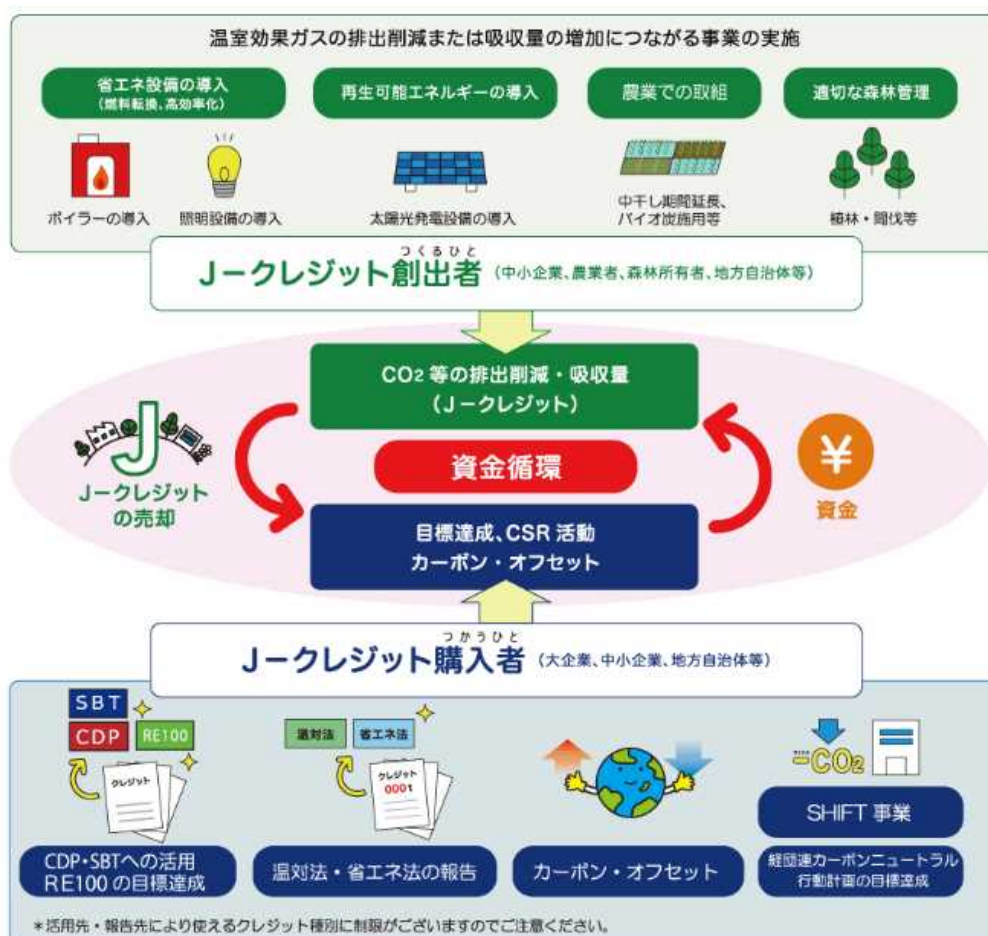 温室効果ガスの排出削減または吸収量の増加につながる事業の実施
省エネ設備の導入
(燃料転換、高効率化)
再生可能エネルギーの導入
農業での取組
適切な森林管理
ボイラーの導入
照明設備の導入
太陽光発電設備の導入
中干し期間延長、
バイオ炭施用等
植林・間伐等
つくるひと
J-クレジット創出者 (中小企業、農業者、森林所有者、地方自治体等)
CO2 等の排出削減・吸収量
(J-クレジット)
J
J-クレジット
の売却
資金循環
¥
資金
目標達成、CSR 活動
カーボン・オフセット
つかうひと
J-クレジット購入者 (大企業、中小企業、地方自治体等)
SBT
CDP
RE100
クレジット
温対法
省エネ法
クレジット
000t
CO2
CDP・SBTへの活用
RE100 の目標達成
温対法・省エネ法の報告
カーボン・オフセット
SHIFT 事業
経団連カーボンニュートラル
行動計画の目標達成
*活用先・報告先により使えるクレジット種別に制限がございますのでご注意ください。